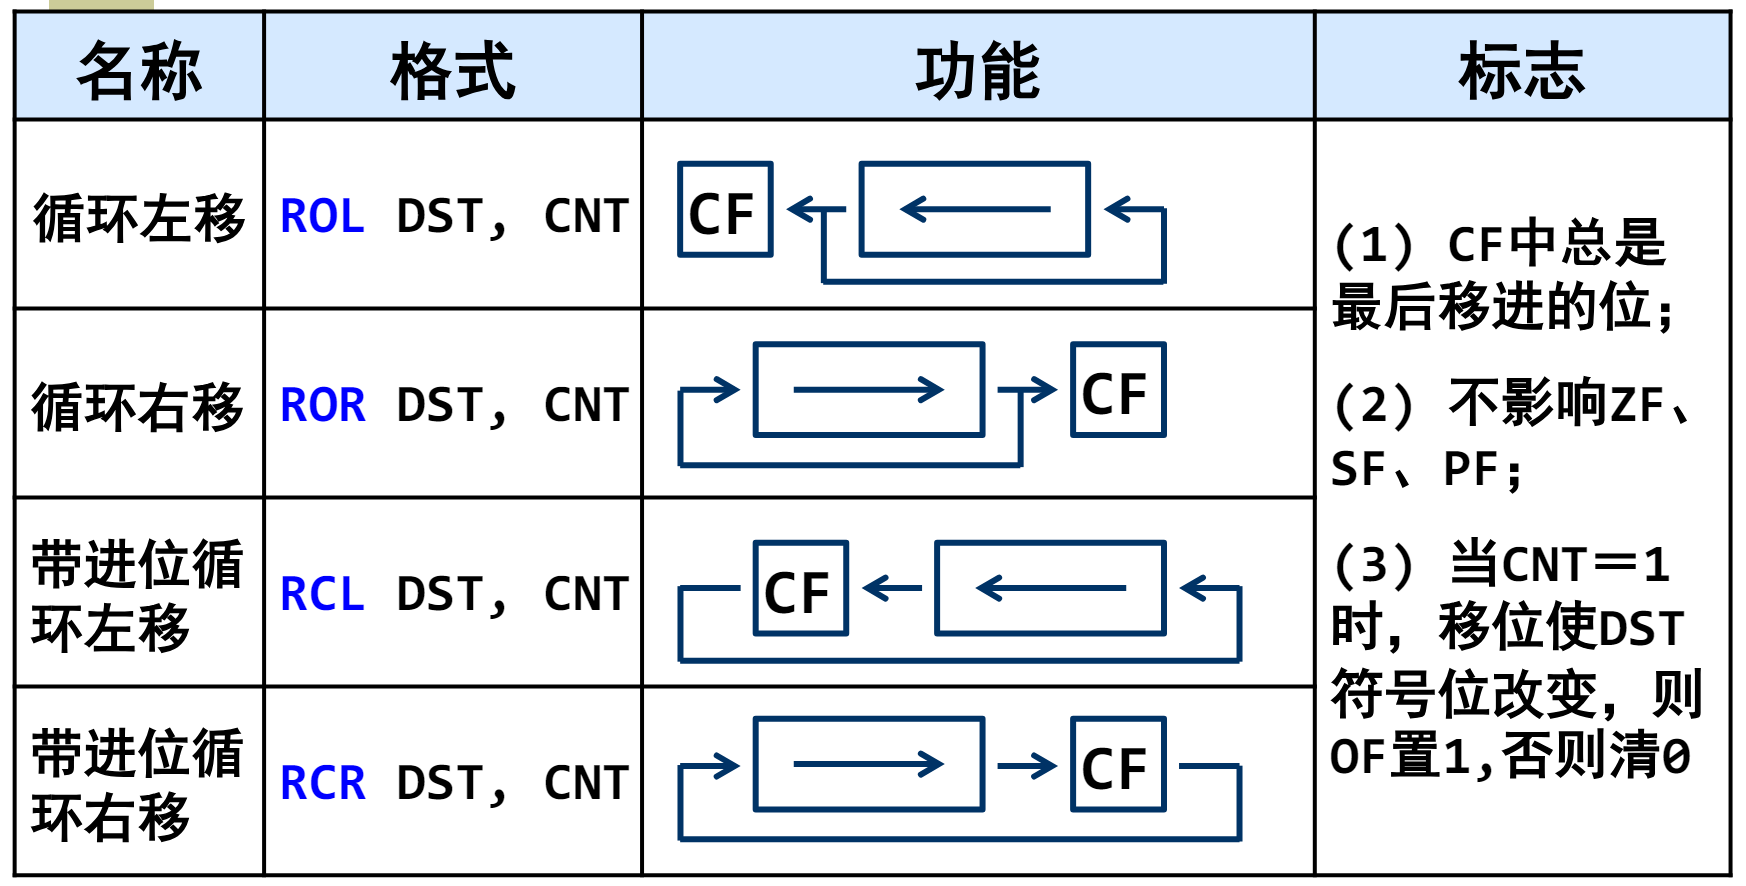 名称 格式 功能 标志
循环左移 ROL DST, CNT CF
循环右移 ROR DST, CNT CF
带进位循
环左移 RCL DST, CNT CF
带进位循
环右移 RCR DST, CNT CF
(1) CF中总是
最后移进的位；
(2) 不影响ZF、
SF、PF；
(3) 当CNT＝1
时，移位使DST
符号位改变，则
OF置1,否则清0